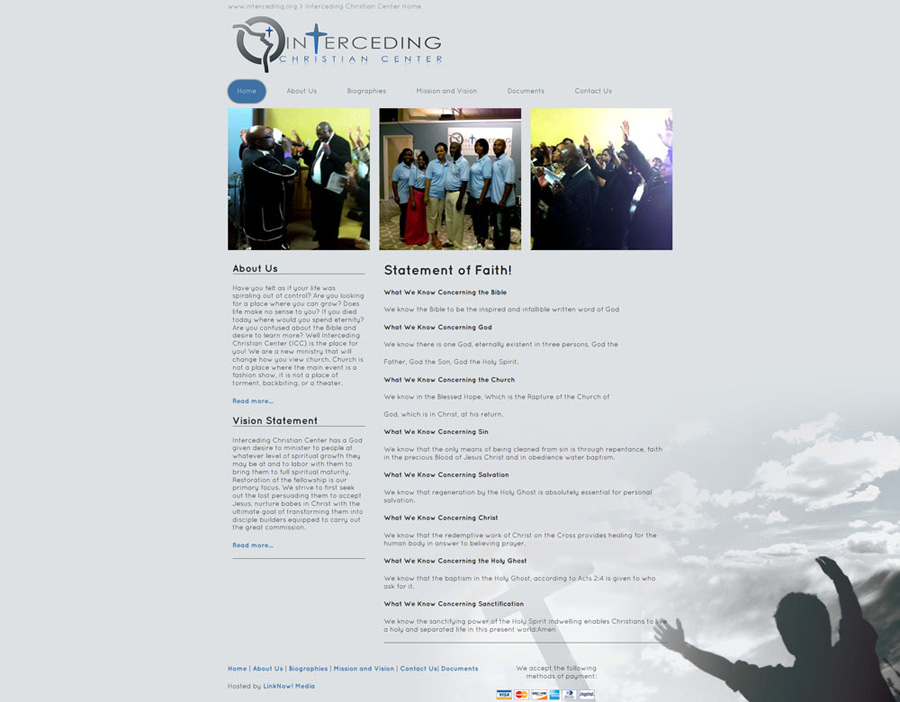 www.interceding.org > Interceding Christian Center Home
INTERCEDING
CHRISTIAN CENTER
Home
About Us
Biographies
Mission and Vision
Documents
Contact Us
About Us
Have you felt as if your life was
spiraling out of control? Are you looking
for a place where you can grow? Does
life make no sense to you? If you died
today where would you spend eternity?
Are you confused about the Bible and
desire to learn more? Well Interceding
Christian Center (ICC) is the place for
you! We are a new ministry that will
change how you view church. Church is
not a place where the main event is a
fashion show, it is not a place of
torment, backbiting, or a theater.
Read more...
Vision Statement
Interceding Christian Center has a God
given desire to minister to people at
whatever level of spiritual growth they
may be at and to labor with them to
bring them to full spiritual maturity.
Restoration of the fellowship is our
primary focus. We strive to first seek
out the lost persuading them to accept
Jesus, nurture babes in Christ with the
ultimate goal of transforming them into
disciple builders equipped to carry out
the great commission.
Read more...
Statement of Faith!
What We Know Concerning the Bible
We know the Bible to be the inspired and infallible written word of God
What We Know Concerning God
We know there is one God, eternally existent in three persons, God the
Father, God the Son, God the Holy Spirit.
What We Know Concerning the Church
We know in the Blessed Hope, Which is the Rapture of the Church of
God, which is in Christ, at his return.
What We Know Concerning Sin
We know that the only means of being cleaned from sin is through repentance, faith
in the precious Blood of Jesus Christ and in obedience water baptism.
What We Know Concerning Salvation
We know that regeneration by the Holy Ghost is absolutely essential for personal
salvation.
What We Know Concerning Christ
We know that the redemptive work of Christ on the Cross provides healing for the
human body in answer to believing prayer.
What We Know Concerning the Holy Ghost
We know that the baptism in the Holy Ghost, according to Acts 2:4 is given to who
ask for it.
What We Know Concerning Sanctification
We know the sanctifying power of the Holy Spirit indwelling enables Christians to live
a holy and separated life in this present world:Amen
Home | About Us | Biographies | Mission and Vision | Contact Us| Documents
Hosted by LinkNow! Media
We accept the following
methods of payment:
VISA